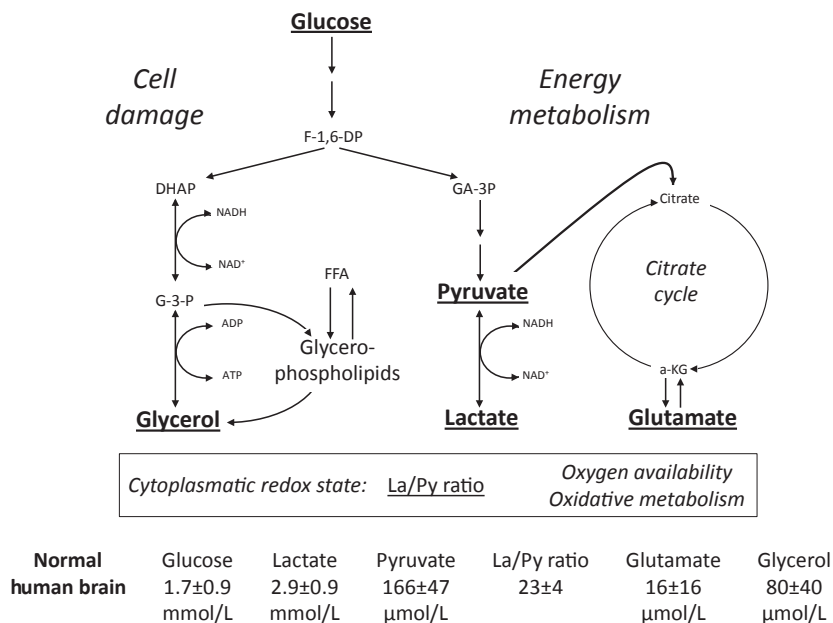 Glucose
Cell
damage
Energy
metabolism
F-1,6-DP
DHAP
GA-3P
Citrate
NADH
NAD⁺
FFA
Citrate
cycle
Pyruvate
G-3-P
ADP
ATP
Glycero-
phospholipids
NADH
NAD⁺
a-KG
Glycerol
Lactate
Glutamate
Cytoplasmatic redox state: La/Py ratio
Oxygen availability
Oxidative metabolism
Normal Glucose Lactate Pyruvate La/Py ratio Glutamate Glycerol
human brain 1.7±0.9 2.9±0.9 166±47 23±4 16±16 80±40
mmol/L mmol/L μmol/L μmol/L μmol/L